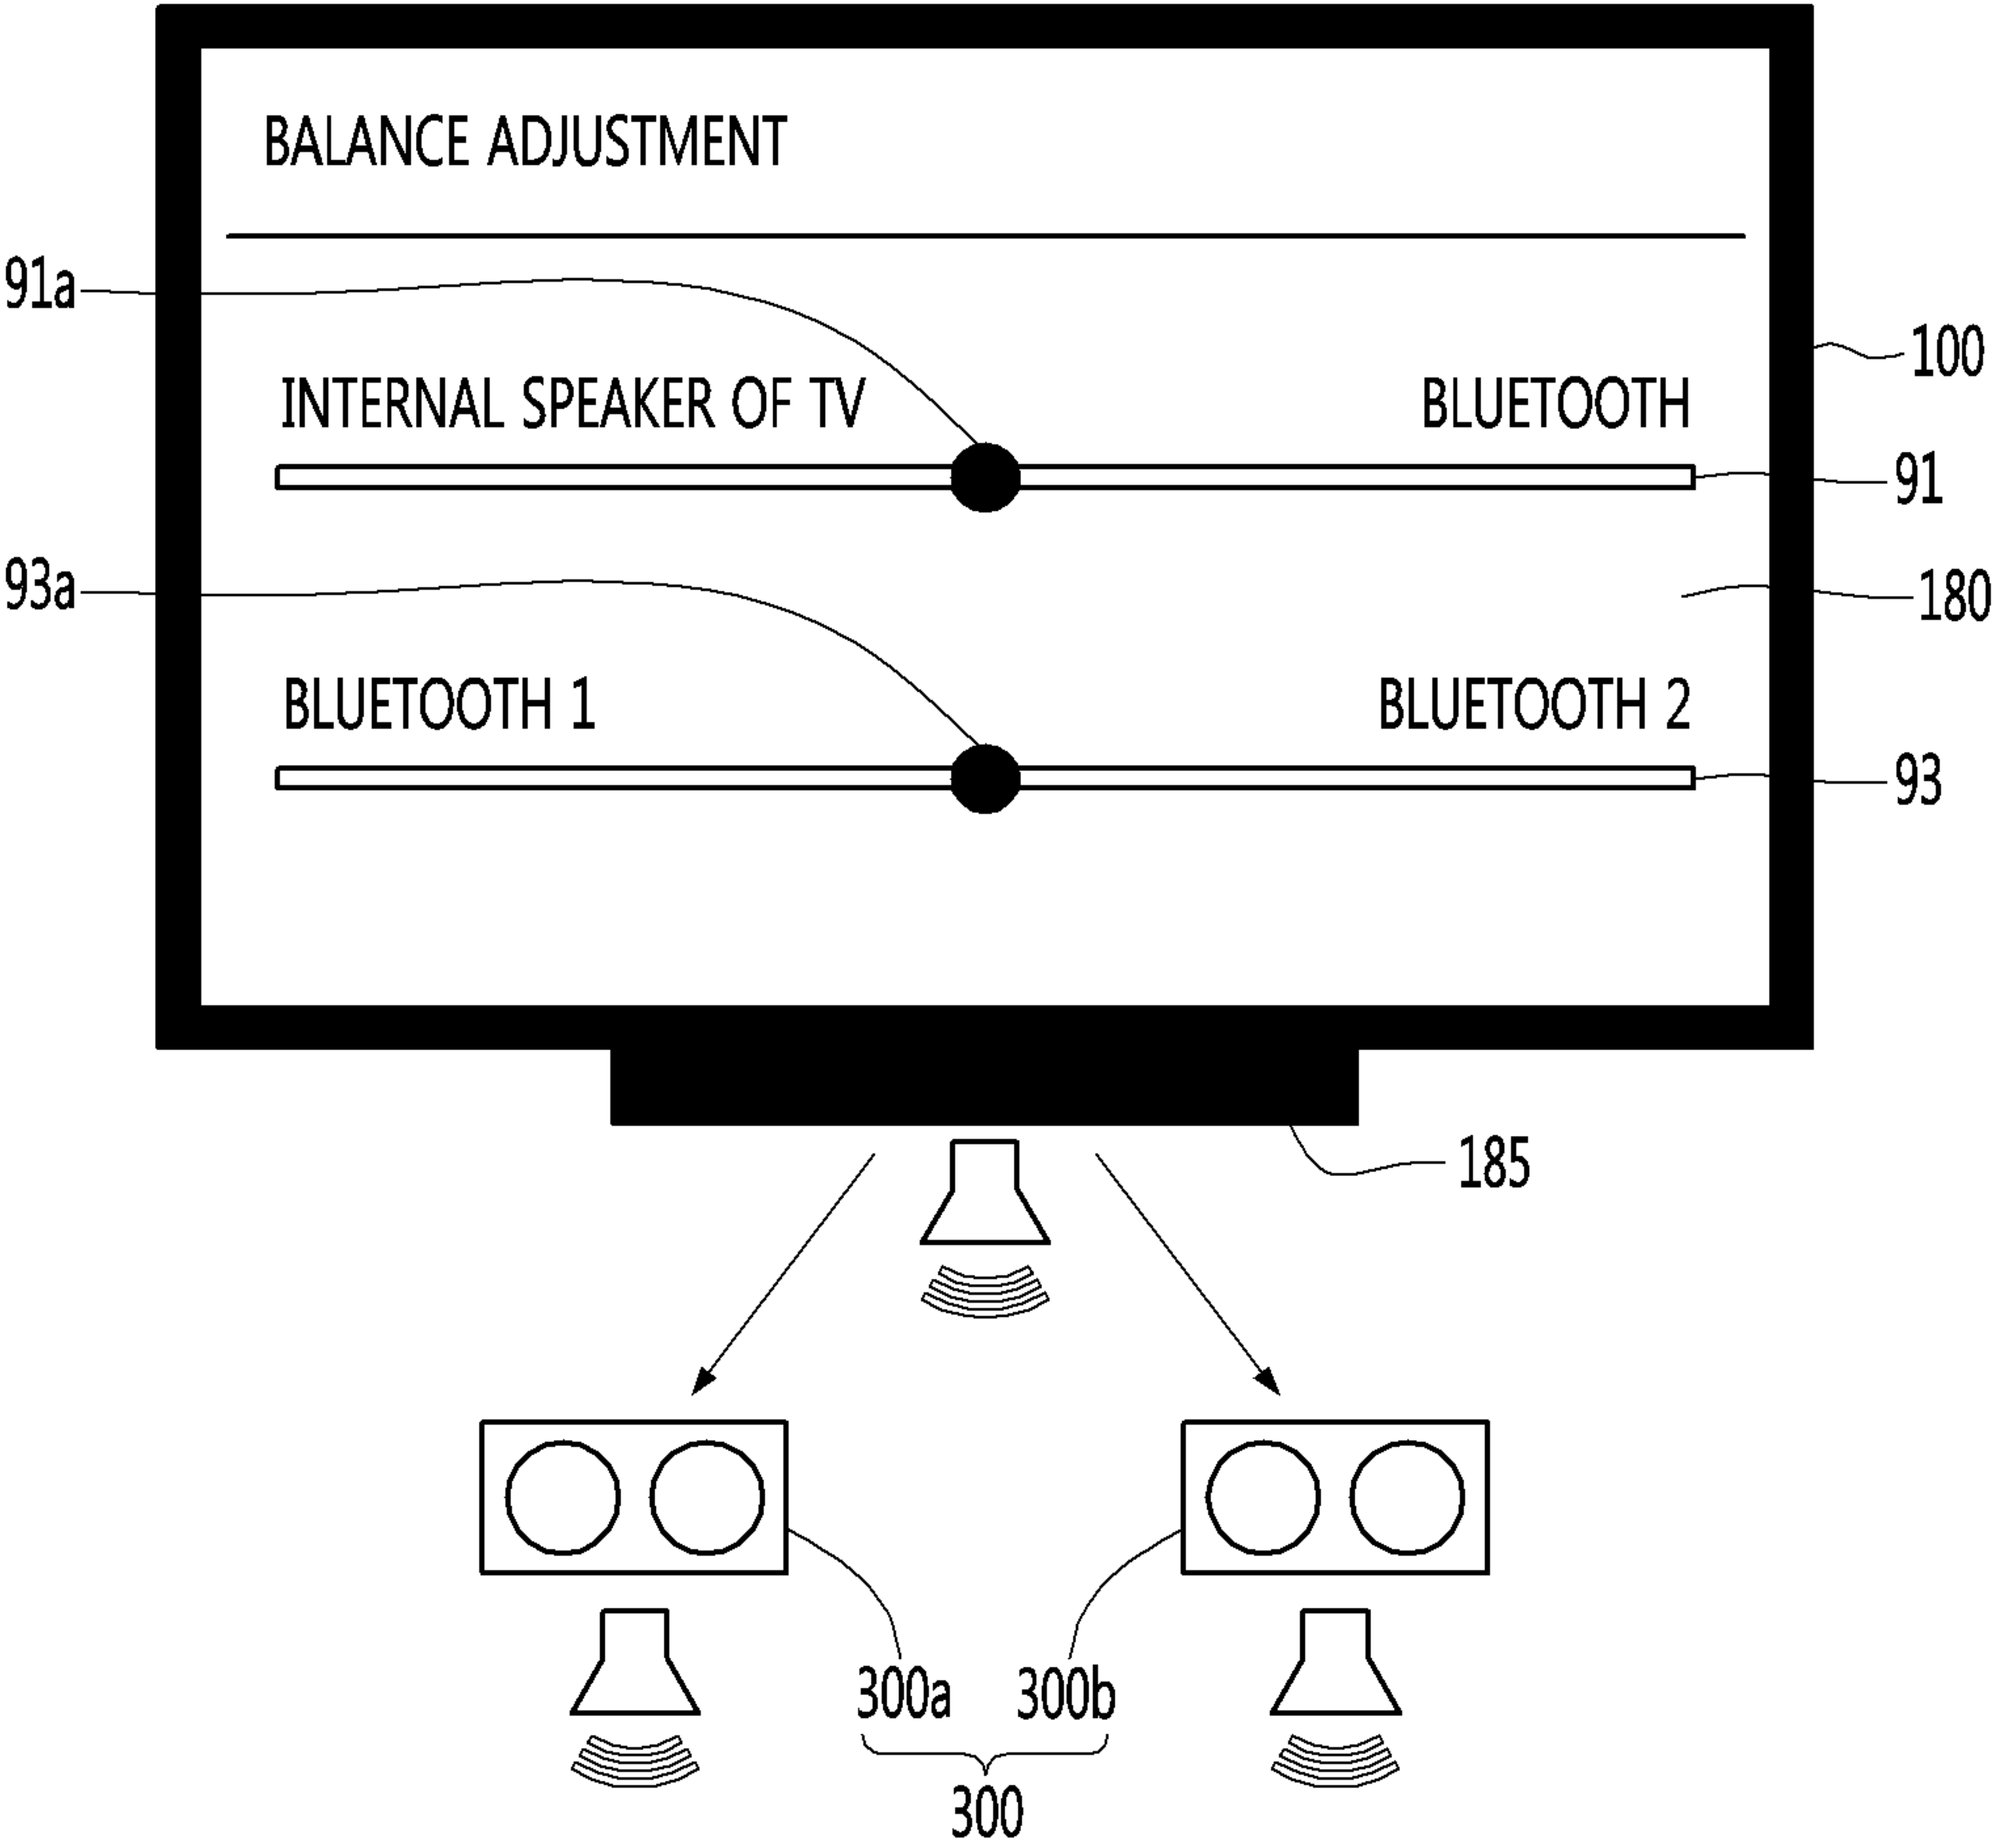 BALANCE ADJUSTMENT
91a
100
INTERNAL SPEAKER OF TV BLUETOOTH
91
93a
180
BLUETOOTH 1 BLUETOOTH 2
93
185
300a 300b
300